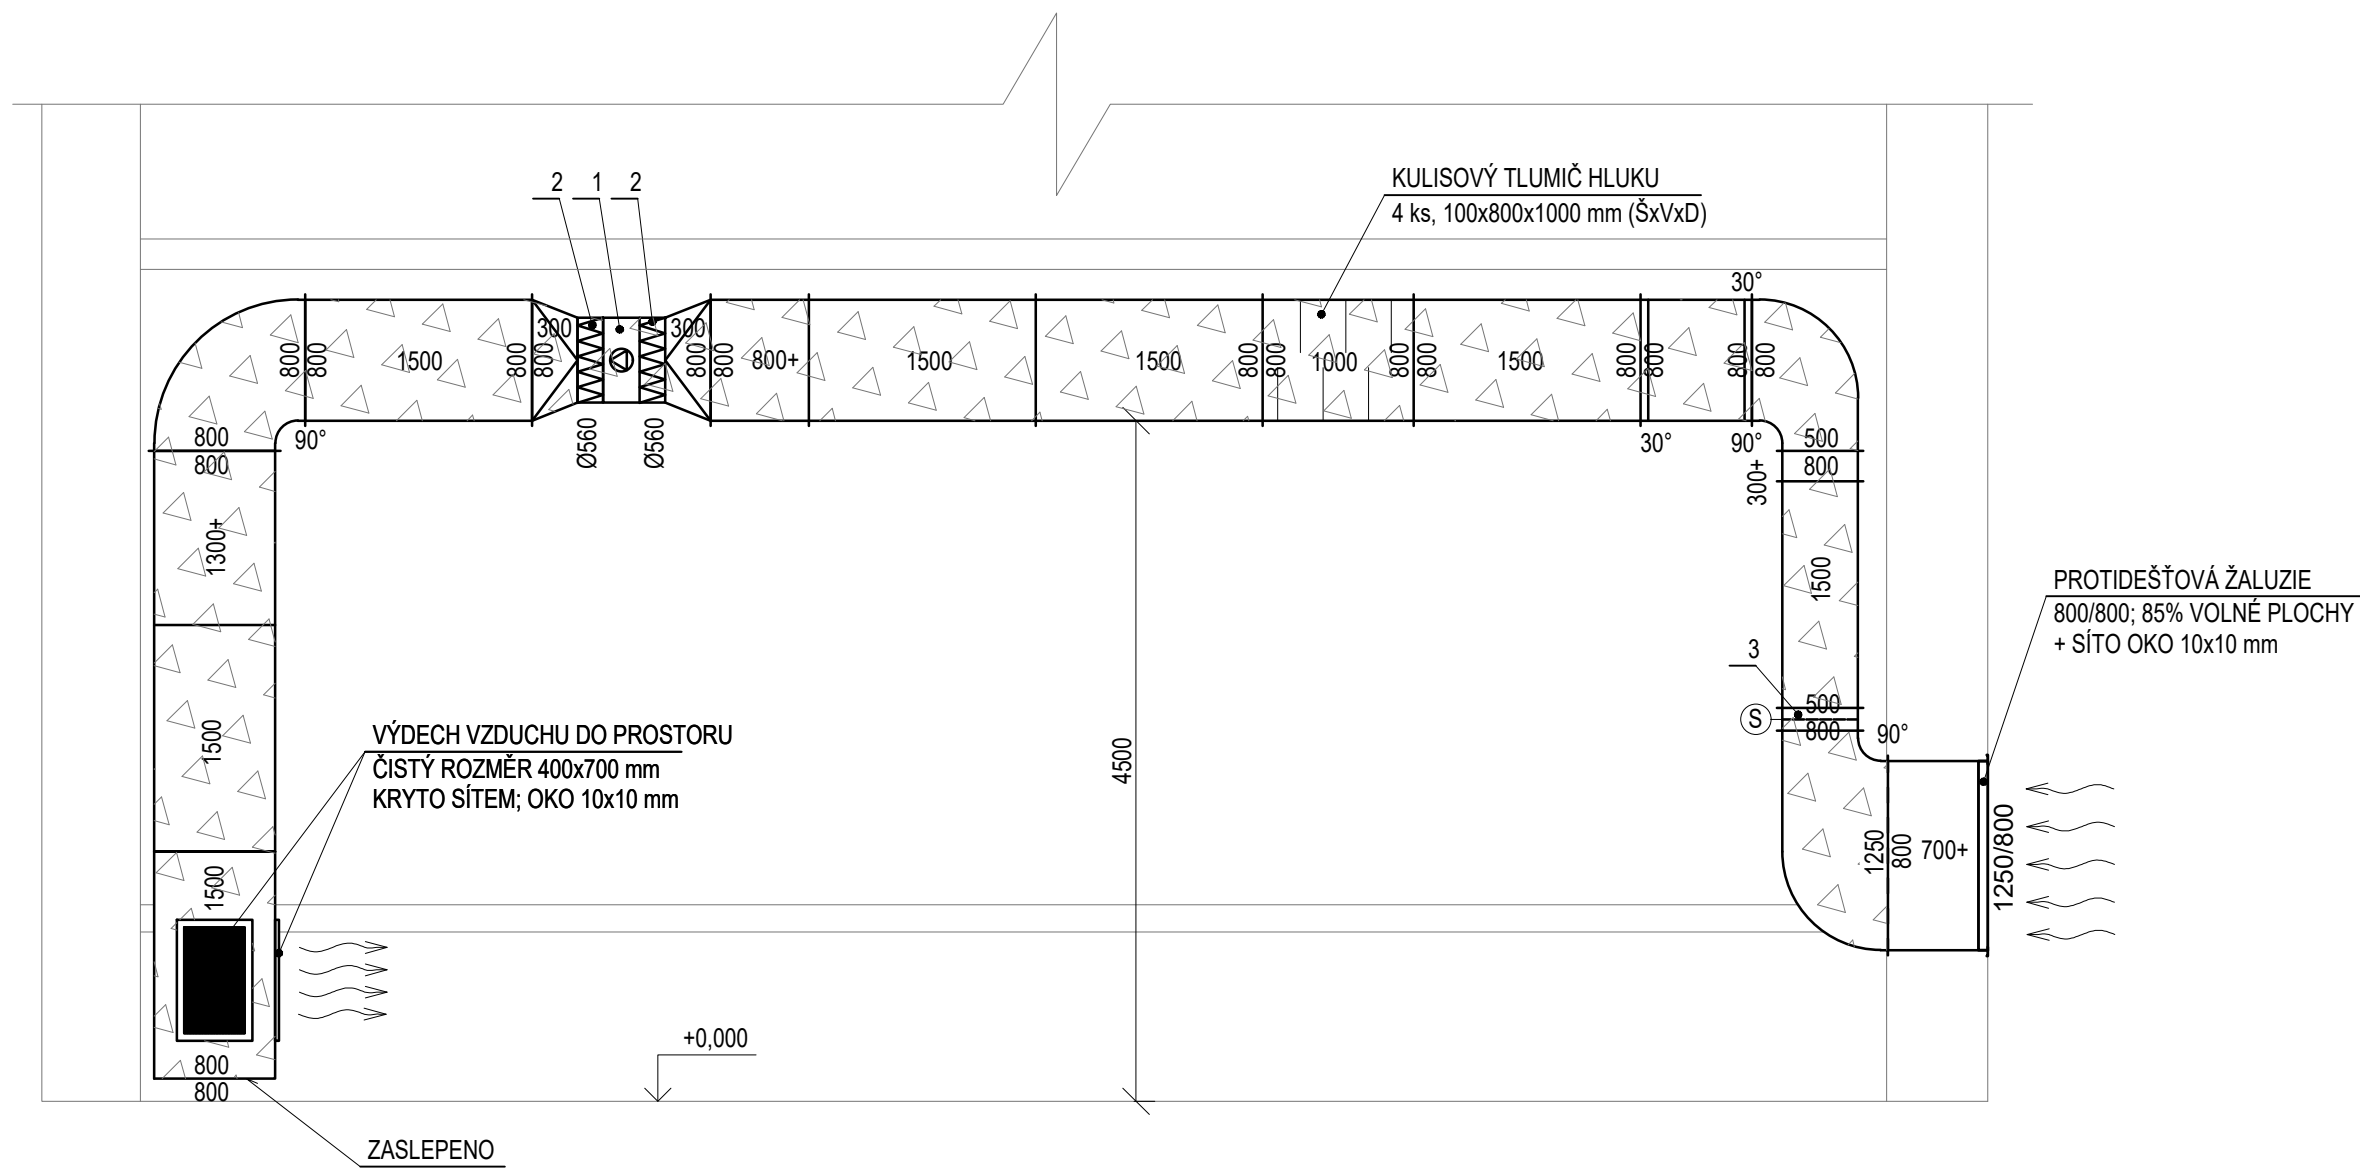 2 1 2
KULISOVÝ TLUMIČ HLUKU
4 ks, 100x800x1000 mm (ŠxVxD)
30°
300 300
800 800 1500 800 800 800 800 800+ 1500 1500 800 800 1000 800 800 1500 800 800 800 800
90° Ø560 Ø560 30° 90°
800
800
500
800
300+
1300+
1500
PROTIDEŠŤOVÁ ŽALUZIE
800/800; 85% VOLNÉ PLOCHY
+ SÍTO OKO 10x10 mm
3
500
S
800
90°
1500
VÝDECH VZDUCHU DO PROSTORU
ČISTÝ ROZMĚR 400x700 mm
KRYTO SÍTEM; OKO 10x10 mm
4500
1250 800 700+ 1250/800
1500
+0,000
800
800
ZASLEPENO